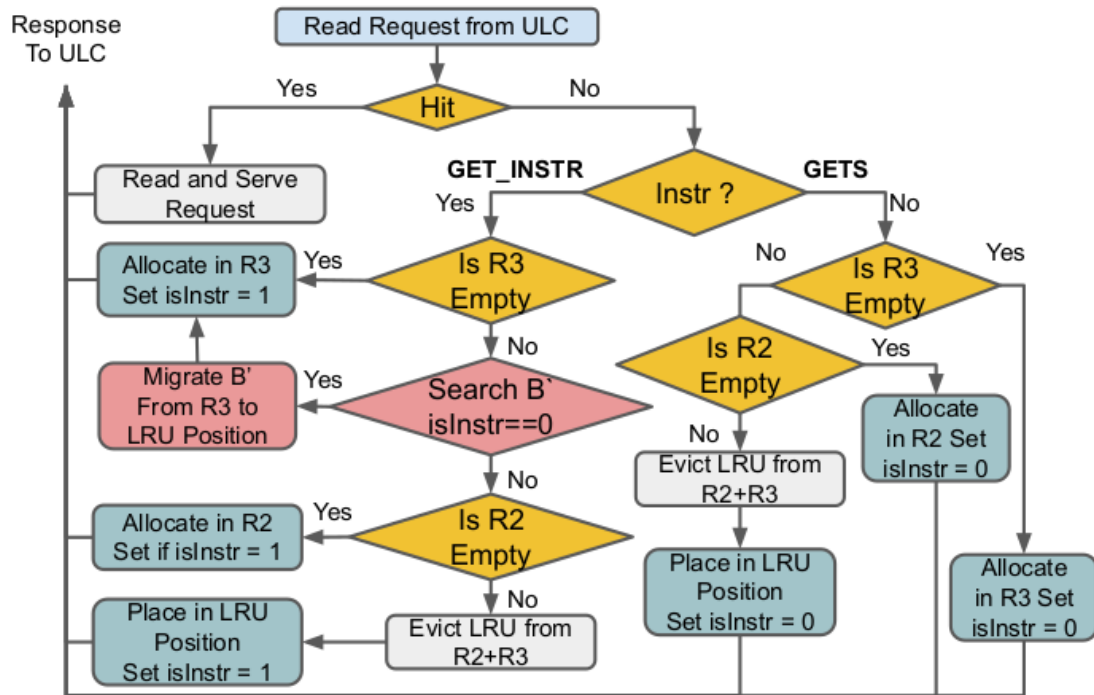 Response
To ULC
Read Request from ULC
Yes
Hit
No
Read and Serve
Request
GET_INSTR
Instr ?
GETS
Yes
No
Allocate in R3
Set isInstr = 1
Yes
Is R3
Empty
No
Is R3
Empty
Yes
No
Migrate B'
From R3 to
LRU Position
Yes
Search B`
isInstr==0
Is R2
Empty
Yes
No
No
Allocate
in R2 Set
isInstr = 0
Evict LRU from
R2+R3
Allocate in R2
Set if isInstr = 1
Yes
Is R2
Empty
No
Place in LRU
Position
Set isInstr = 0
Allocate
in R3 Set
isInstr = 0
Place in LRU
Position
Set isInstr = 1
Evict LRU from
R2+R3